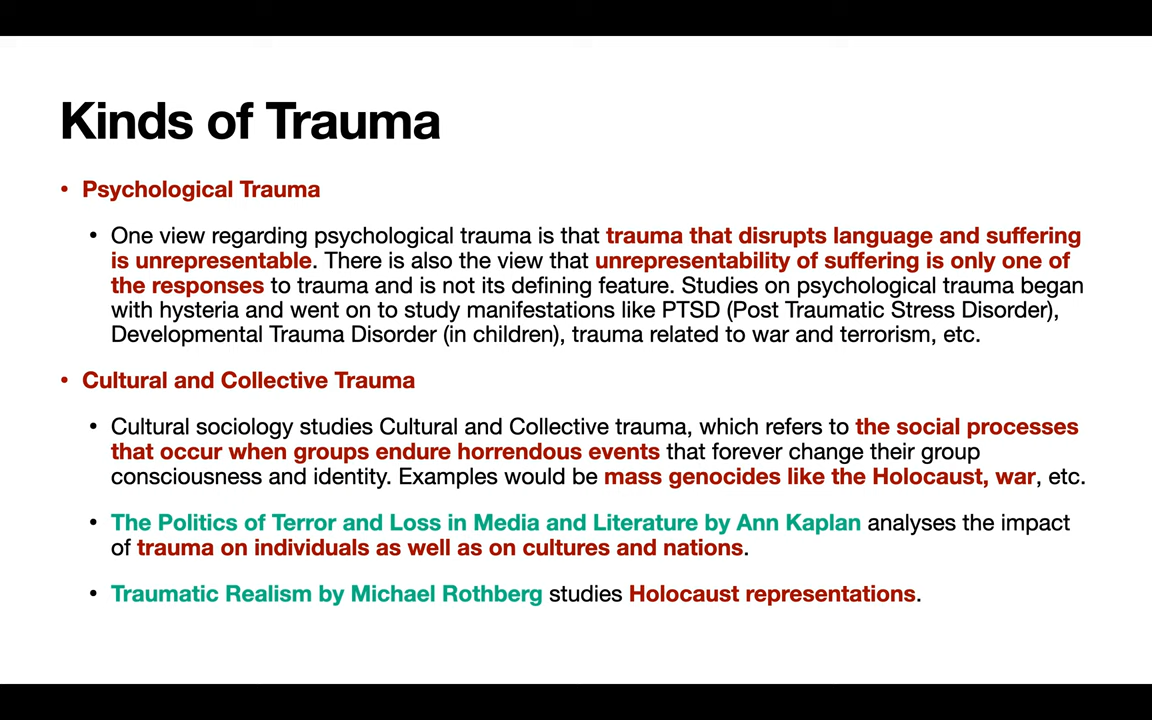 Kinds of Trauma
• Psychological Trauma
• One view regarding psychological trauma is that trauma that disrupts language and suffering
is unrepresentable. There is also the view that unrepresentability of suffering is only one of
the responses to trauma and is not its defining feature. Studies on psychological trauma began
with hysteria and went on to study manifestations like PTSD (Post Traumatic Stress Disorder),
Developmental Trauma Disorder (in children), trauma related to war and terrorism, etc.
• Cultural and Collective Trauma
• Cultural sociology studies Cultural and Collective trauma, which refers to the social processes
that occur when groups endure horrendous events that forever change their group
consciousness and identity. Examples would be mass genocides like the Holocaust, war, etc.
• The Politics of Terror and Loss in Media and Literature by Ann Kaplan analyses the impact
of trauma on individuals as well as on cultures and nations.
• Traumatic Realism by Michael Rothberg studies Holocaust representations.